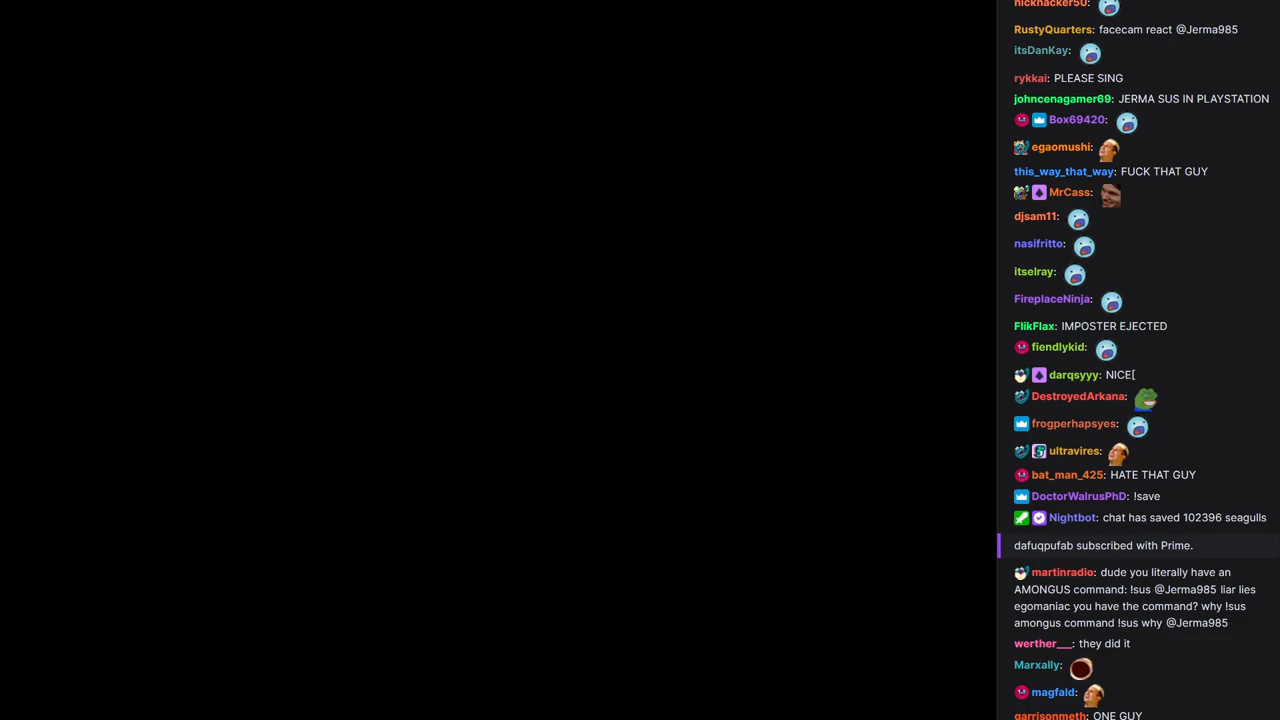 nickhacker50:
RustyQuarters: facecam react @Jerma985
itsDanKay:
rykkai: PLEASE SING
johncenagamer69: JERMA SUS IN PLAYSTATION
Box69420:
egaomushi:
this_way_that_way: FUCK THAT GUY
MrCass:
djsam11:
nasifritto:
itselray:
FireplaceNinja:
FlikFlax: IMPOSTER EJECTED
fiendlykid:
darqsyyy: NICE[
DestroyedArkana:
frogperhapsyes:
ultravires:
bat_man_425: HATE THAT GUY
DoctorWalrusPhD: !save
Nightbot: chat has saved 102396 seagulls
dafuqpufab subscribed with Prime.
martinradio: dude you literally have an
AMONGUS command: !sus @Jerma985 liar lies
egomaniac you have the command? why !sus
amongus command !sus why @Jerma985
werther___: they did it
Marxally:
magfald:
garrisonmeth: ONE GUY